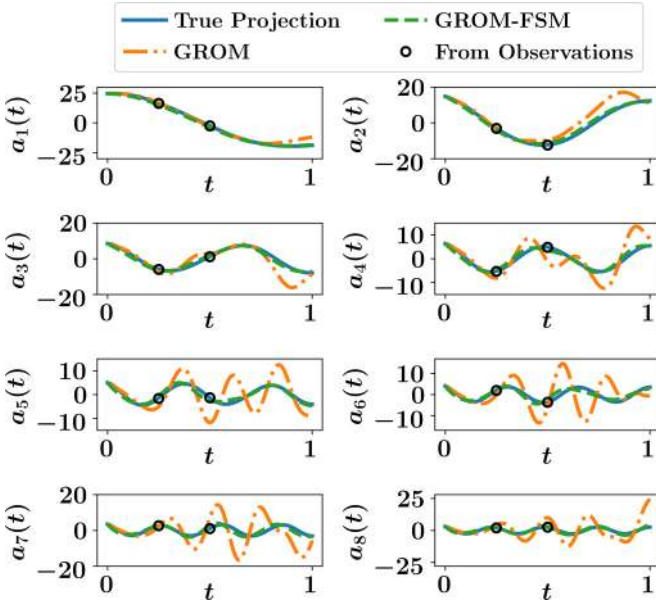 True Projection GROM-FSM
GROM From Observations
a₁(t) 25 0 −25 0 t 1
a₂(t) 20 0 −20 0 t 1
a₃(t) 20 0 −20 0 t 1
a₄(t) 10 0 −10 0 t 1
a₅(t) 10 0 −10 0 t 1
a₆(t) 10 0 −10 0 t 1
a₇(t) 20 0 −20 0 t 1
a₈(t) 25 0 −25 0 t 1